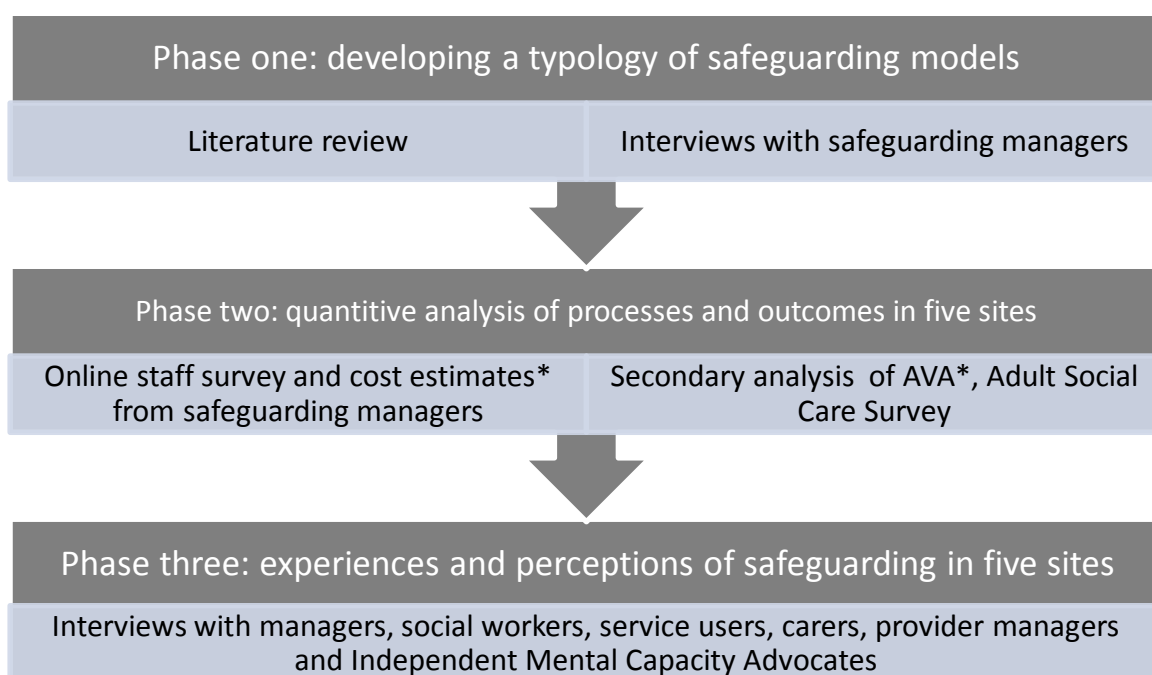 Phase one: developing a typology of safeguarding models
Literature review
Interviews with safeguarding managers
Phase two: quantitive analysis of processes and outcomes in five sites
Online staff survey and cost estimates*
from safeguarding managers
Secondary analysis of AVA*, Adult Social
Care Survey
Phase three: experiences and perceptions of safeguarding in five sites
Interviews with managers, social workers, service users, carers, provider managers
and Independent Mental Capacity Advocates